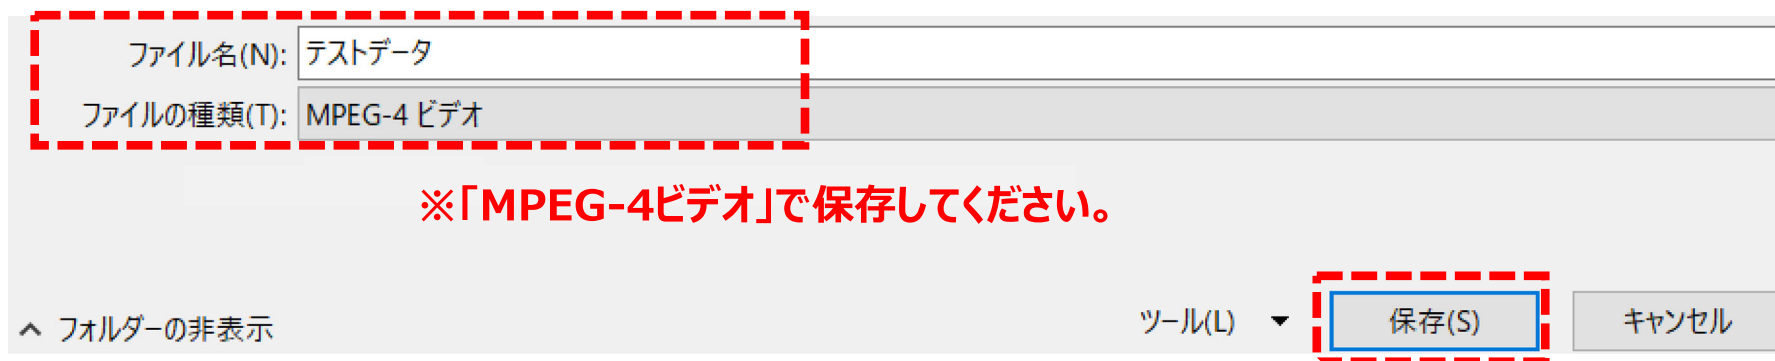 ファイル名(N): テストデータ
ファイルの種類(T): MPEG-4 ビデオ
※「MPEG-4ビデオ」で保存してください。
フォルダーの非表示 ツール(L) 保存(S) キャンセル